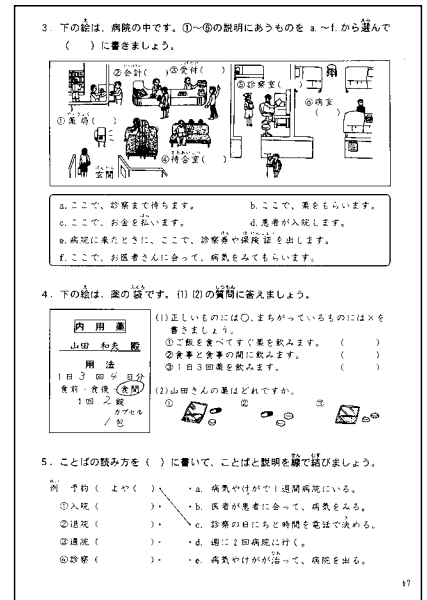 3．下の絵は、病院の中です。①～⑥の説明にあうものを a.～f.から選んで
（　）に書きましょう。
②会計（　）
③受付（　）
⑤診察室（　）
⑥病室
（　）
①薬局（　）
④待合室（　）
玄関
a.ここで、診察まで待ちます。
b.ここで、薬をもらいます。
c.ここで、お金を払います。
d.患者が入院します。
e.病院に来たときに、ここで、診察券や保険証を出します。
f.ここで、お医者さんに会って、病気をみてもらいます。
4．下の絵は、薬の袋です。(1)(2)の質問に答えましょう。
内用薬
山田 和夫 殿
用法
1日3回4日分
食前・食後・食間
1回 2錠
カプセル
1包
(1)正しいものには○、まちがっているものには×を
書きましょう。
①ご飯を食べてすぐ薬を飲みます。（　）
②食事と食事の間に飲みます。（　）
③1日3回薬を飲みます。（　）
(2)山田さんの薬はどれですか。
① ② ③
5．ことばの読み方を（　）に書いて、ことばと説明を線で結びましょう。
例 予約（ よやく ）・ ・a. 病気やけがで1週間病院にいる。
①入院（　）・ ・b. 医者が患者に会って、病気をみる。
②退院（　）・ ・c. 診察の日にちと時間を電話で決める。
③通院（　）・ ・d. 週に2回病院に行く。
④診察（　）・ ・e. 病気やけがが治って、病院を出る。
67